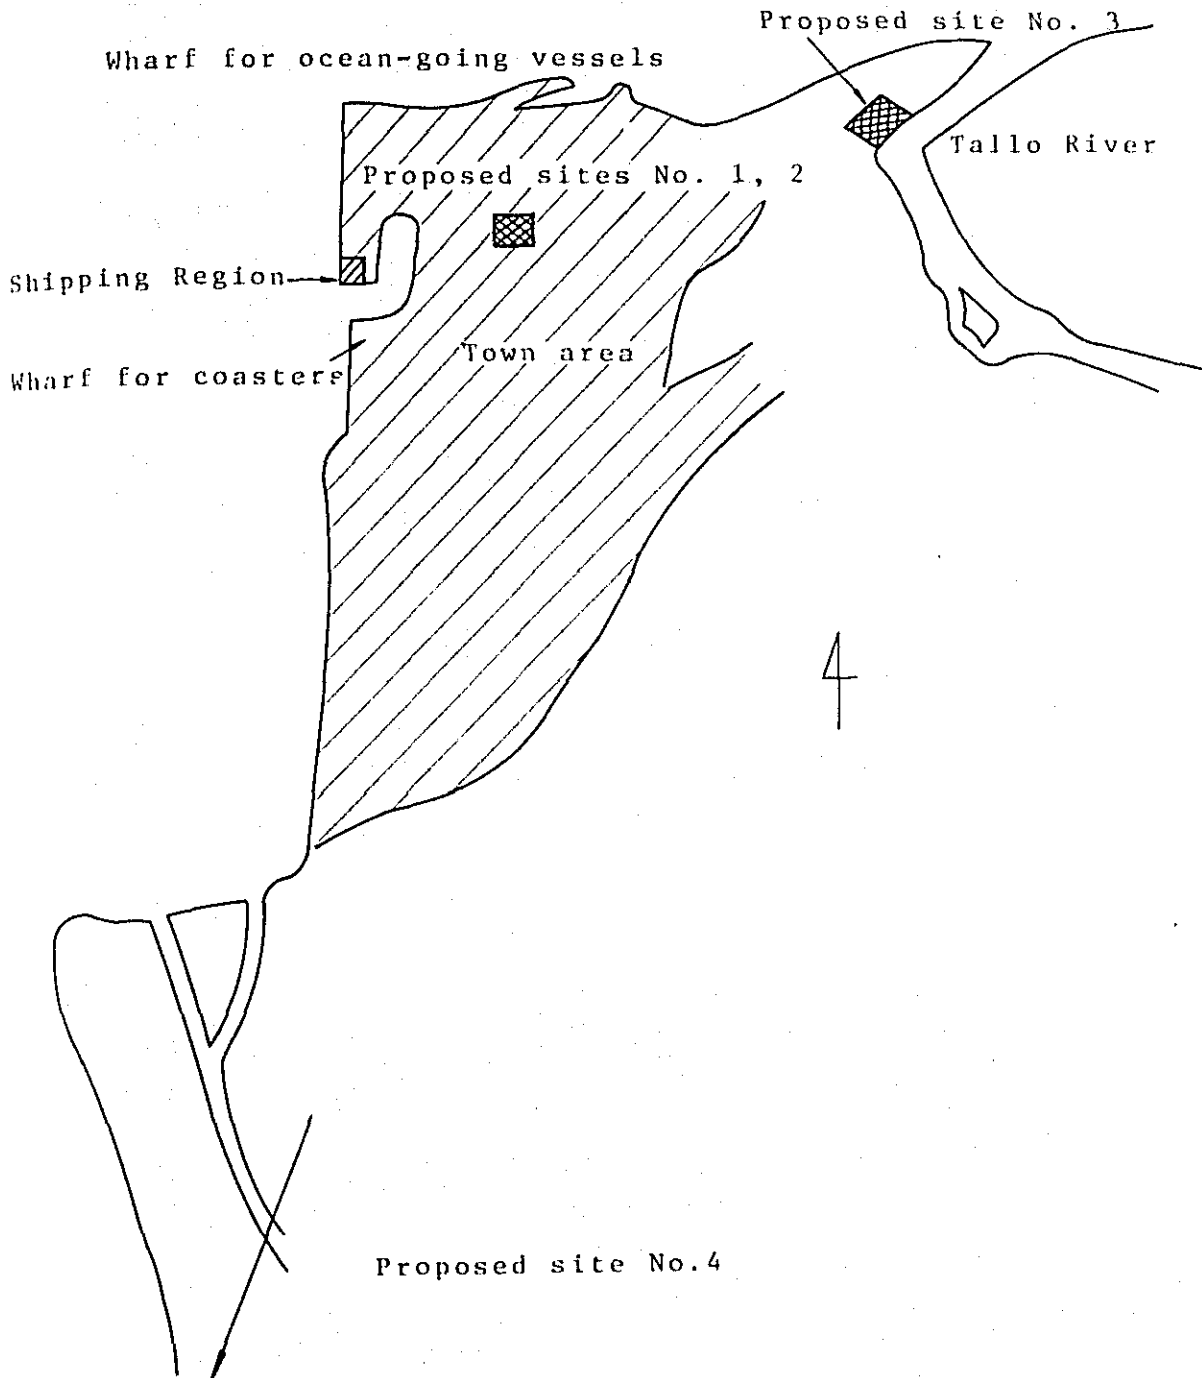 Proposed site No. 3
Wharf for ocean-going vessels
Tallo River
Proposed sites No. 1, 2
Shipping Region
Town area
Wharf for coasters
Proposed site No.4